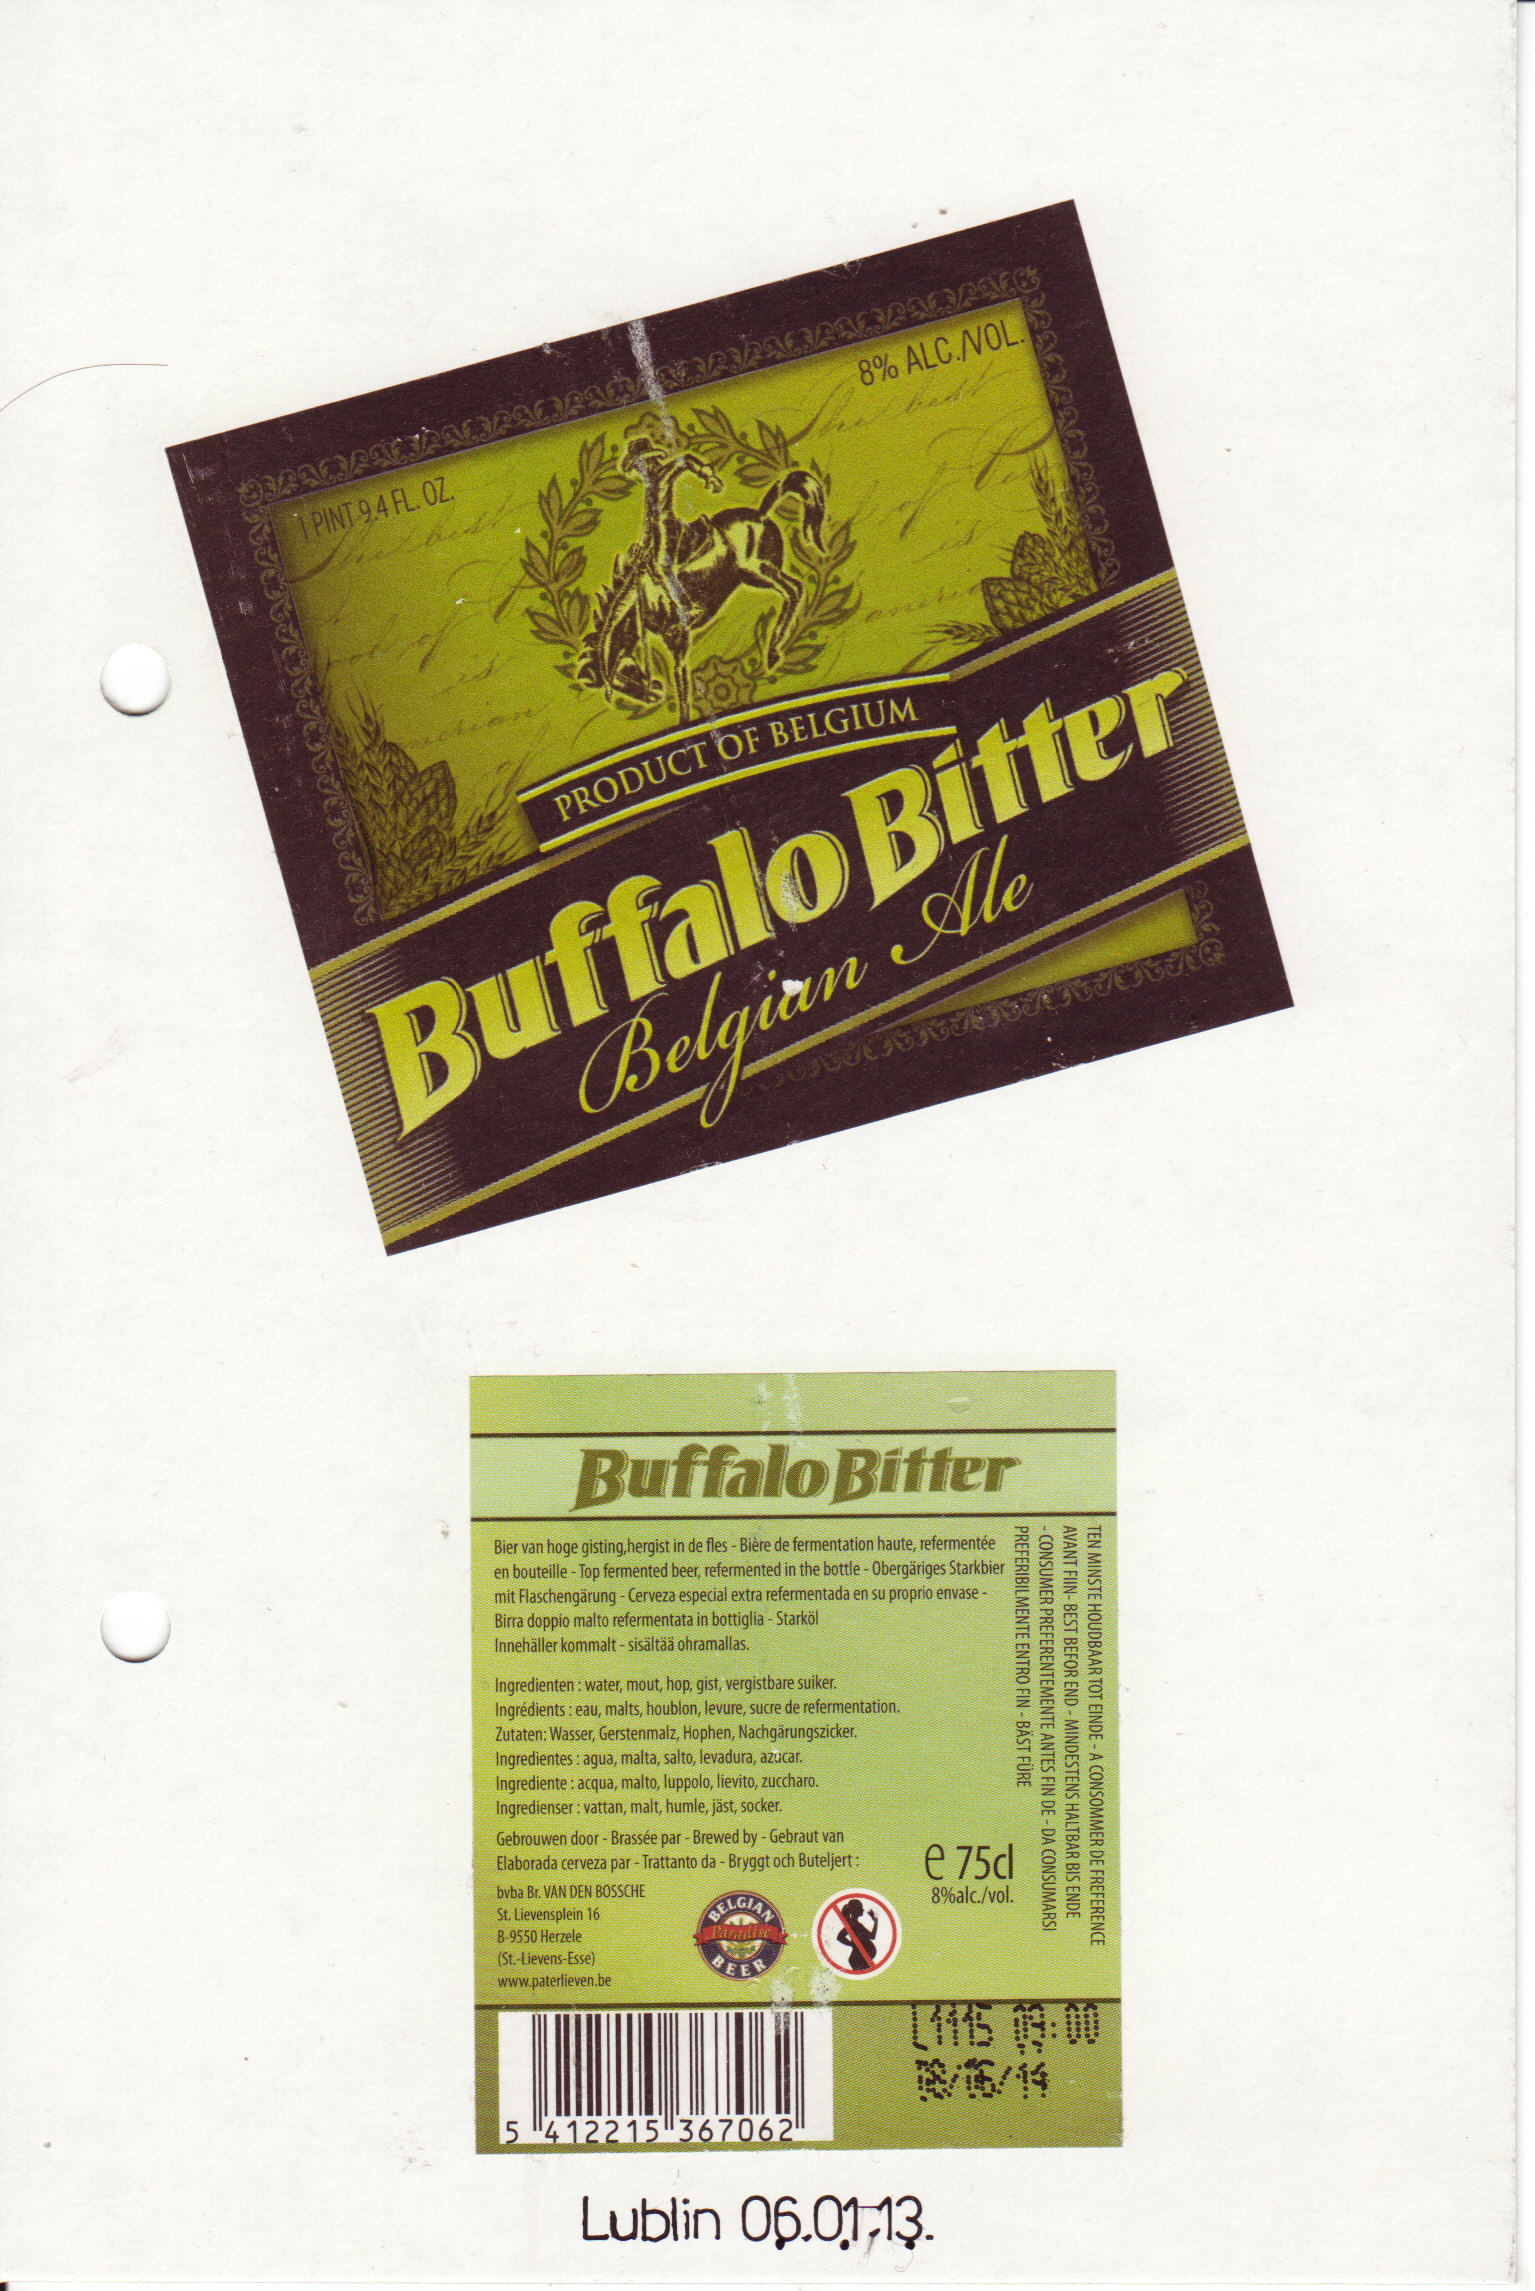 1 PINT 9.4 FL. OZ.
8% ALC./VOL.
PRODUCT OF BELGIUM
Buffalo Bitter
Belgian Ale
Buffalo Bitter
Bier van hoge gisting,hergist in de fles - Bière de fermentation haute, refermentée
en bouteille - Top fermented beer, refermented in the bottle - Obergäriges Starkbier
mit Flaschengärung - Cerveza especial extra refermentada en su proprio envase -
Birra doppio malto refermentata in bottiglia - Starköl
Innehäller kommalt - sisältää ohramallas.
Ingredienten : water, mout, hop, gist, vergistbare suiker.
Ingrédients : eau, malts, houblon, levure, sucre de refermentation.
Zutaten: Wasser, Gerstenmalz, Hophen, Nachgärungszicker.
Ingredientes : agua, malta, salto, levadura, azúcar.
Ingrediente : acqua, malto, luppolo, lievito, zuccharo.
Ingredienser : vattan, malt, humle, jäst, socker.
Gebrouwen door - Brassée par - Brewed by - Gebraut van
Elaborada cerveza par - Trattanto da - Bryggt och Buteljert :
bvba Br. VAN DEN BOSSCHE
St. Lievensplein 16
B-9550 Herzele
(St.-Lievens-Esse)
www.paterlieven.be
BELGIAN
Paradise
BEER
e 75cl
8%alc./vol.
TEN MINSTE HOUDBAAR TOT EINDE - A CONSOMMER DE FREFERENCE
AVANT FIIN- BEST BEFOR END - MINDESTENS HALTBAR BIS ENDE
- CONSUMER PREFERENTEMENTE ANTES FIN DE - DA CONSUMARSI
PREFERIBILMENTE ENTRO FIN - BÄST FÜRE
L1115
5 412215 367062
Lublin 06.01.13.